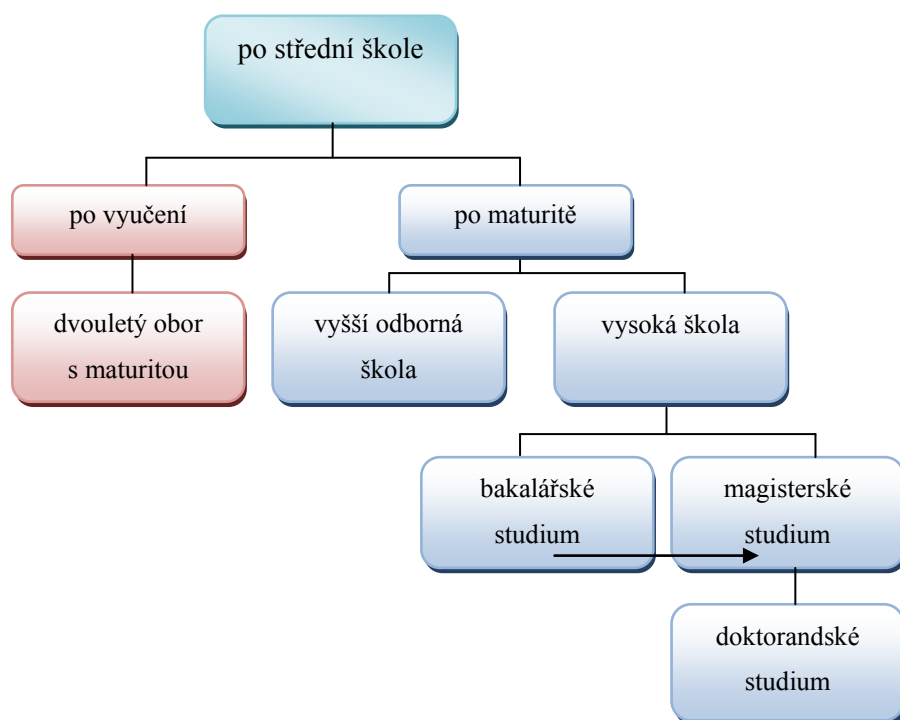 po střední škole
po vyučení
po maturitě
dvouletý obor
s maturitou
vyšší odborná
škola
vysoká škola
bakalářské
studium
magisterské
studium
doktorandské
studium